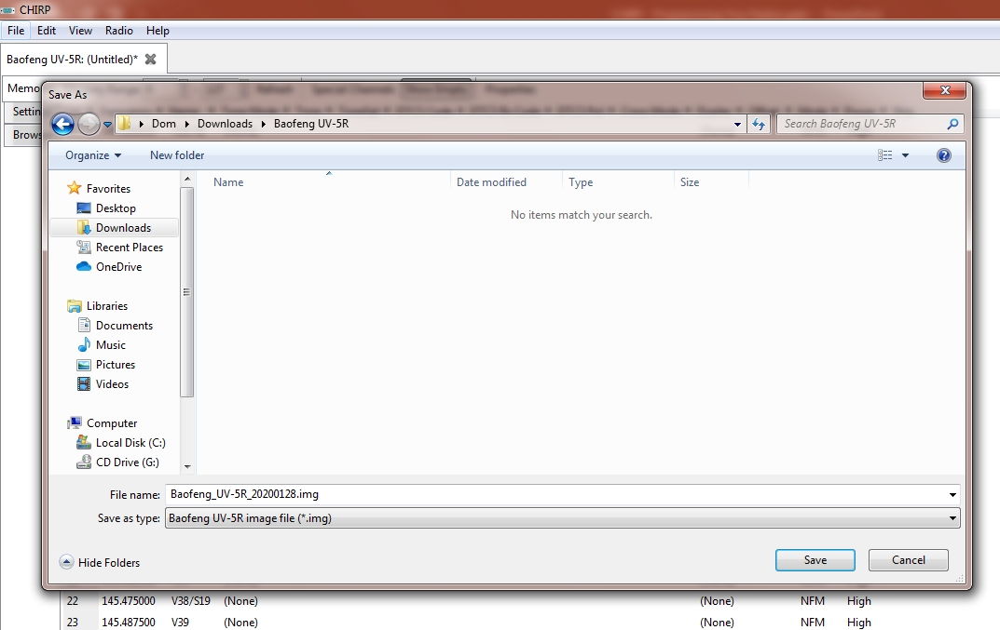 CHIRP
File Edit View Radio Help
Baofeng UV-5R: (Untitled)*
Memo
Settin
Brows
Save As
Dom Downloads Baofeng UV-5R
Search Baofeng UV-5R
Organize New folder
Name Date modified Type Size
No items match your search.
Favorites
Desktop
Downloads
Recent Places
OneDrive
Libraries
Documents
Music
Pictures
Videos
Computer
Local Disk (C:)
CD Drive (G:)
File name: Baofeng_UV-5R_20200128.img
Save as type: Baofeng UV-5R image file (*.img)
Hide Folders
Save Cancel
22 145.475000 V38/S19 (None) (None) NFM High
23 145.487500 V39 (None) (None) NFM High